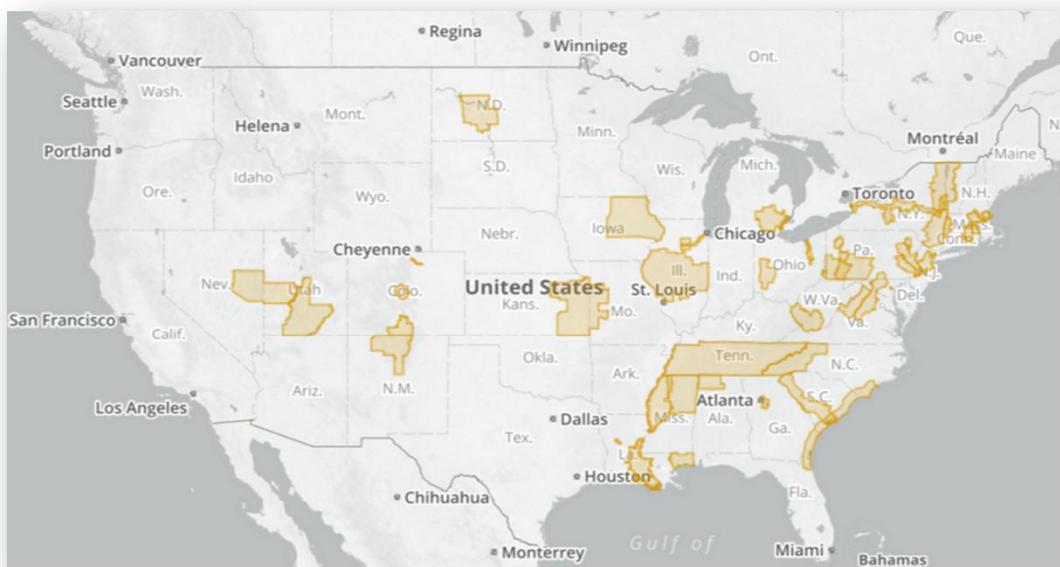 Regina
Winnipeg
Ont.
Que.
Vancouver
Wash.
Seattle
Mont.
N.D.
Helena
Minn.
Montréal
Portland
Maine
Idaho
S.D.
Wis.
Mich.
Ore.
Wyo.
Toronto
N.H.
N.Y.
Mass.
Iowa
Chicago
Conn.
Nebr.
Cheyenne
Pa.
Ill.
Ind.
Ohio
N.J.
Nev.
Utah
Colo.
United States
Kans.
St. Louis
Mo.
W.Va.
Del.
Va.
San Francisco
Calif.
Ky.
Okla.
Tenn.
Ark.
N.C.
Ariz.
N.M.
Los Angeles
Atlanta
S.C.
Dallas
Miss.
Ala.
Ga.
Tex.
La.
Houston
Chihuahua
Fla.
Gulf of
Miami
Monterrey
Bahamas